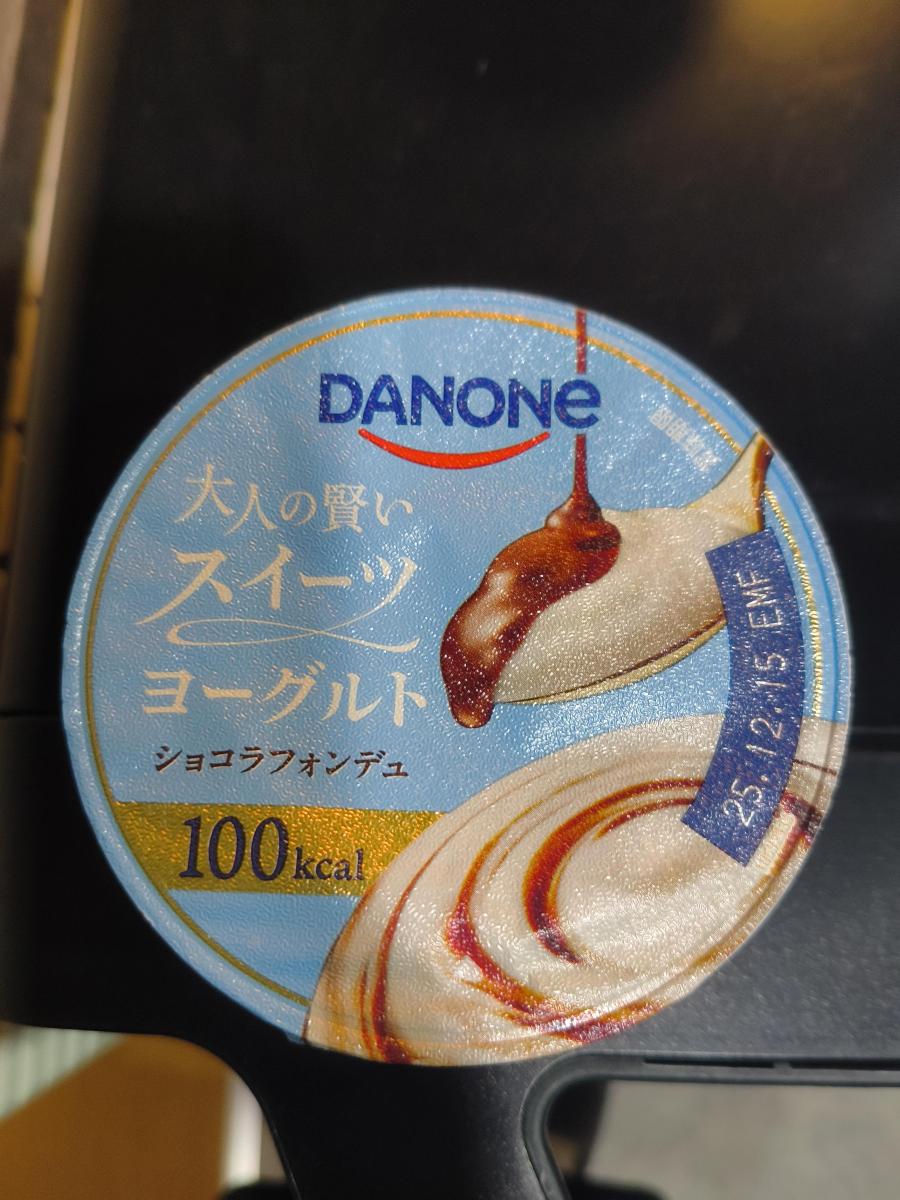 DANONE
大人の賢い
スイーツ
ヨーグルト
ショコラフォンデュ
100kcal
25.12.15 EMF